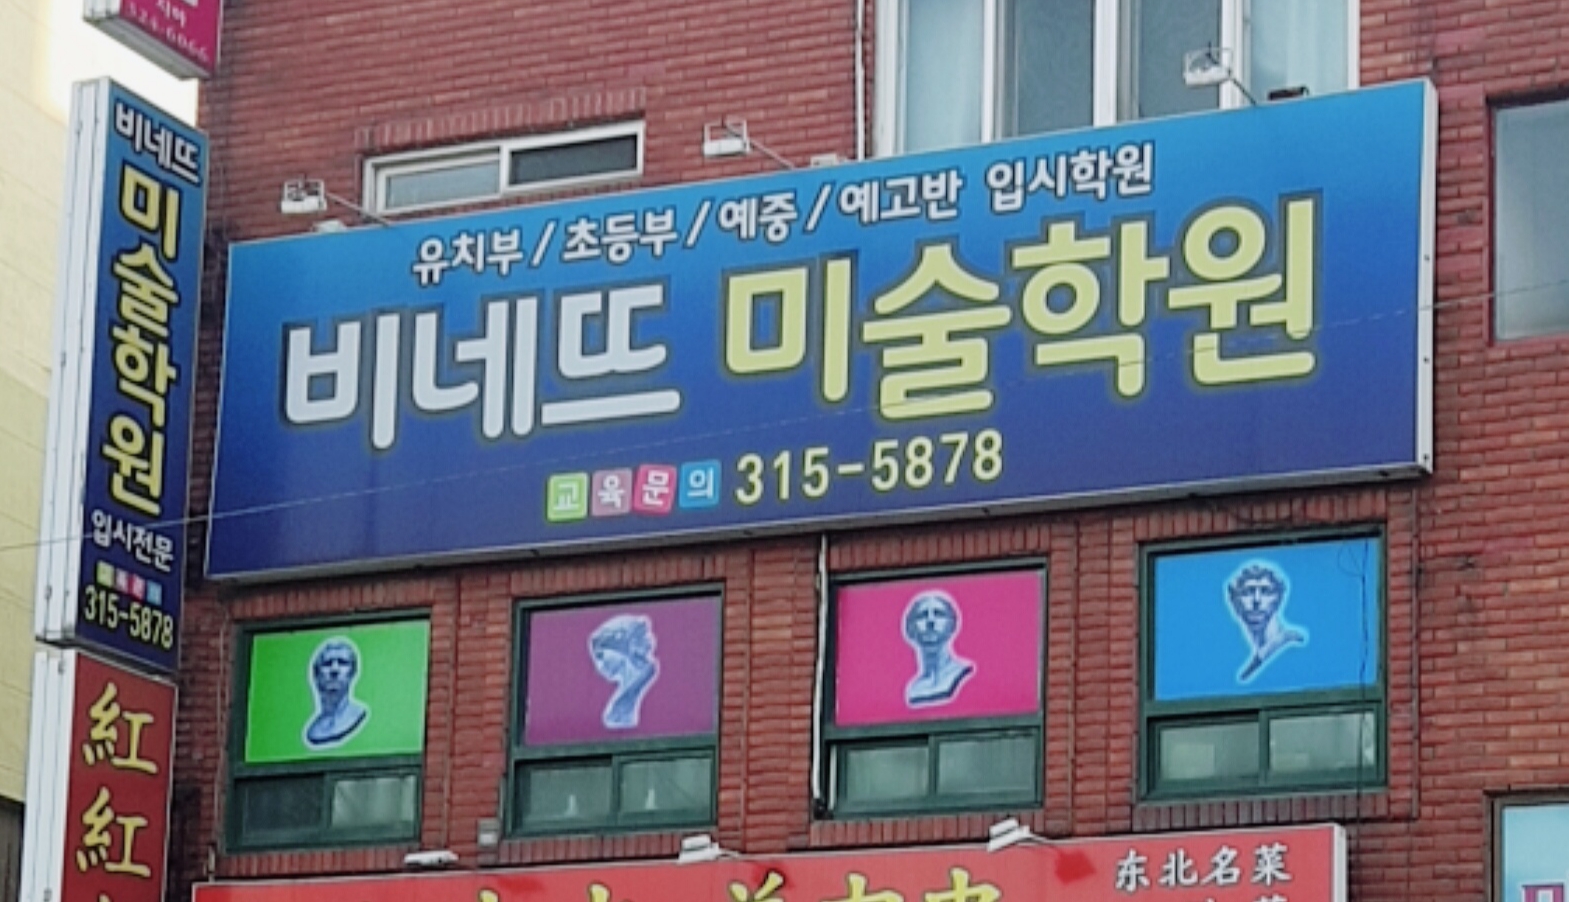 524-6066
비네뜨
미술학원
입시전문
315-5878
紅
紅
유치부 / 초등부 / 예중 / 예고반 입시학원
비네뜨 미술학원
교육문의 315-5878
东北名菜